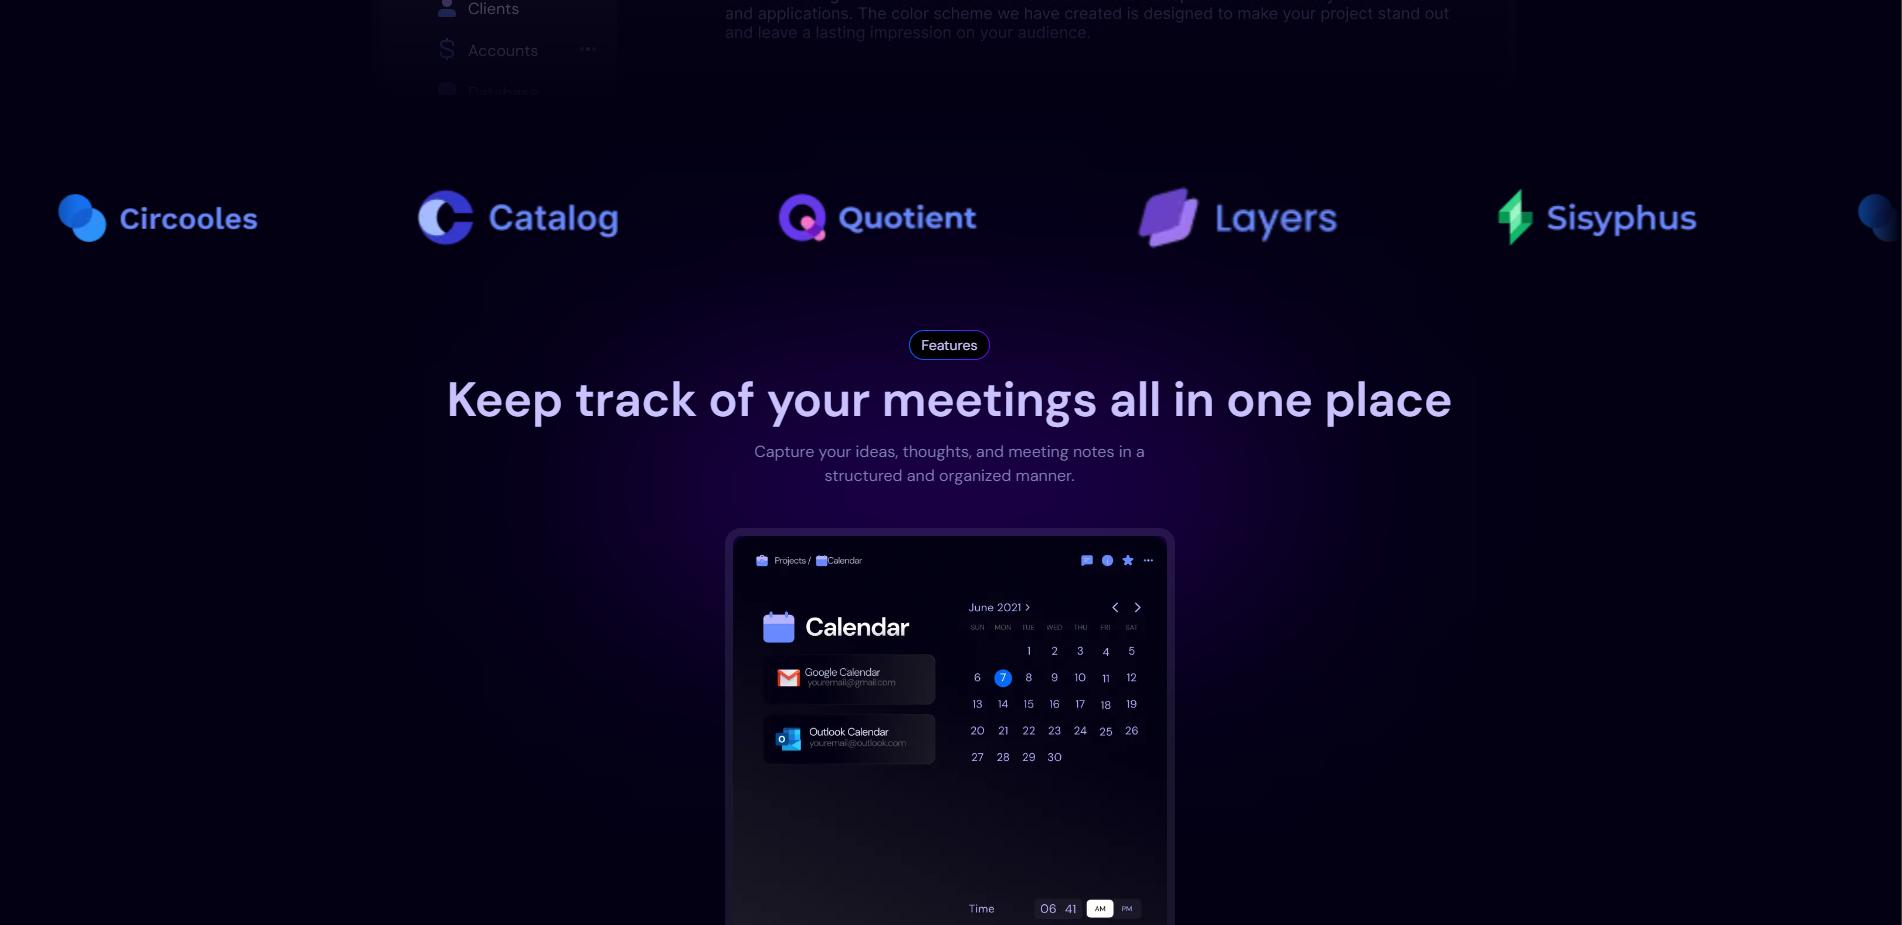 Clients
and applications. The color scheme we have created is designed to make your project stand out
and leave a lasting impression on your audience.
Accounts
Database
Circooles
Catalog
Quotient
Layers
Sisyphus
Features
Keep track of your meetings all in one place
Capture your ideas, thoughts, and meeting notes in a
structured and organized manner.
Projects / Calendar
Calendar
Google Calendar
youremail@gmail.com
Outlook Calendar
youremail@outlook.com
June 2021 >
SUN MON TUE WED THU FRI SAT
1 2 3 4 5
6 7 8 9 10 11 12
13 14 15 16 17 18 19
20 21 22 23 24 25 26
27 28 29 30
Time 06 41 AM PM